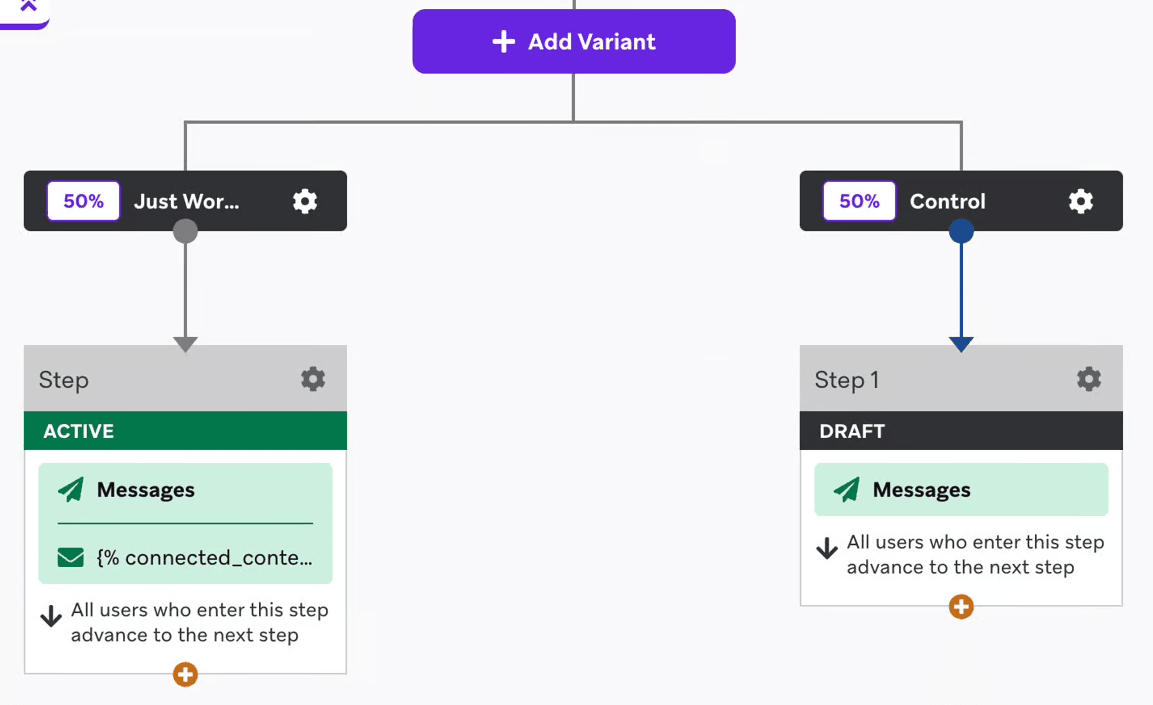 Add Variant
50% Just Wor...
50% Control
Step
Step 1
ACTIVE
DRAFT
Messages
Messages
{% connected_conte...
All users who enter this step
advance to the next step
All users who enter this step
advance to the next step